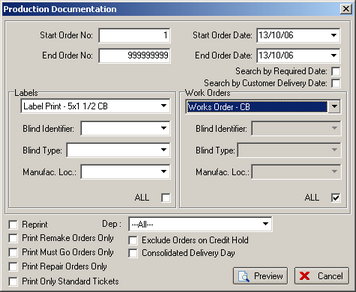 Production Documentation
Start Order No: 1 Start Order Date: 13/10/06
End Order No: 999999999 End Order Date: 13/10/06
Search by Required Date:
Search by Customer Delivery Date:
Labels Work Orders
Label Print - 5x1 1/2 CB Works Order - CB
Blind Identifier: Blind Identifier:
Blind Type: Blind Type:
Manufac. Loc.: Manufac. Loc.:
ALL ALL
Reprint Dep : ---All---
Print Remake Orders Only Exclude Orders on Credit Hold
Print Must Go Orders Only Consolidated Delivery Day
Print Repair Orders Only
Print Only Standard Tickets Preview Cancel